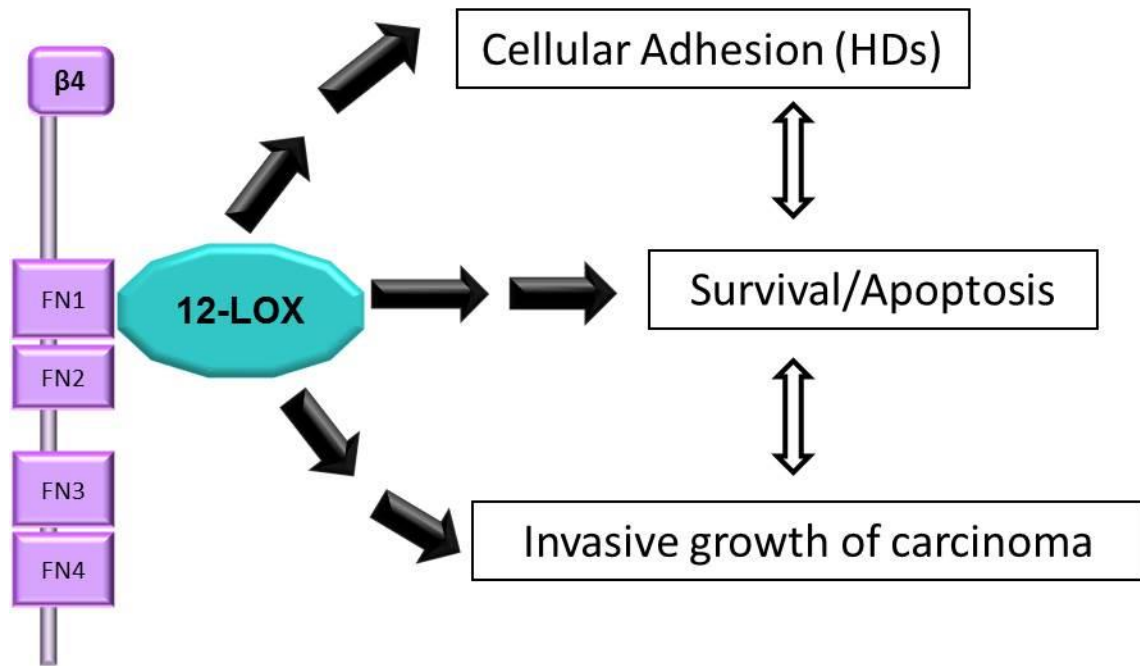 Cellular Adhesion (HDs)
β4
FN1
12-LOX
Survival/Apoptosis
FN2
FN3
Invasive growth of carcinoma
FN4